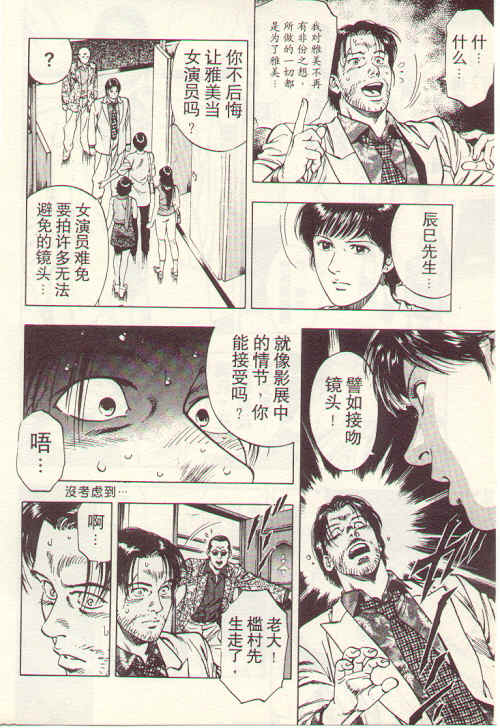 什…
什么…
我对雅美不再
有非份之想，
所做的一切都
是为了雅美…
辰巳先生…
你不后悔
让雅美当
女演员吗？
？
女演员难免
要拍许多无法
避免的镜头…
譬如接吻
镜头！
就像影展中
的情节，你
能接受吗？
唔…
沒考虑到…
老大！
槛村先
生走了，
啊…